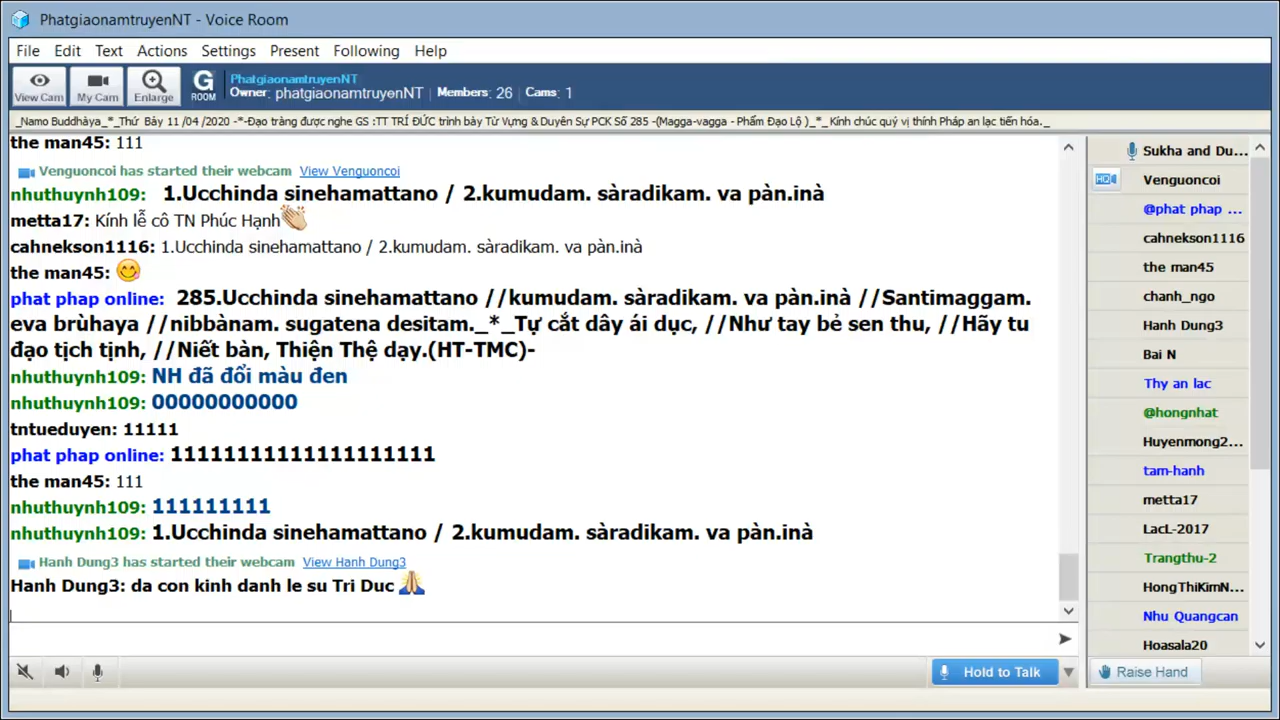 PhatgiaonamtruyenNT - Voice Room
File Edit Text Actions Settings Present Following Help
View Cam My Cam Enlarge G ROOM
PhatgiaonamtruyenNT
Owner: phatgiaonamtruyenNT Members: 26 Cams: 1
_Namo Buddhàya_*_Thứ Bảy 11 /04 /2020 -*-Đạo tràng được nghe GS :TT TRÍ ĐỨC trình bày Từ Vựng & Duyên Sự PCK Số 285 -(Magga-vagga - Phẩm Đạo Lộ )_*_ Kính chúc quý vị thính Pháp an lạc tiến hóa._
the man45: 111
Venguoncoi has started their webcam View Venguoncoi
nhuthuynh109: 1.Ucchinda sinehamattano / 2.kumudam. sàradikam. va pàn.inà
metta17: Kính lễ cô TN Phúc Hạnh
cahnekson1116: 1.Ucchinda sinehamattano / 2.kumudam. sàradikam. va pàn.inà
the man45:
phat phap online: 285.Ucchinda sinehamattano //kumudam. sàradikam. va pàn.inà //Santimaggam.
eva brùhaya //nibbànam. sugatena desitam._*_Tự cắt dây ái dục, //Như tay bẻ sen thu, //Hãy tu
đạo tịch tịnh, //Niết bàn, Thiện Thệ dạy.(HT-TMC)-
nhuthuynh109: NH đã đổi màu đen
nhuthuynh109: 00000000000
tntueduyen: 11111
phat phap online: 11111111111111111111
the man45: 111
nhuthuynh109: 111111111
nhuthuynh109: 1.Ucchinda sinehamattano / 2.kumudam. sàradikam. va pàn.inà
Hanh Dung3 has started their webcam View Hanh Dung3
Hanh Dung3: da con kinh danh le su Tri Duc
Hold to Talk
Sukha and Du...
HD Venguoncoi
@phat phap ...
cahnekson1116
the man45
chanh_ngo
Hanh Dung3
Bai N
Thy an lac
@hongnhat
Huyenmong2...
tam-hanh
metta17
LacL-2017
Trangthu-2
HongThiKimN...
Nhu Quangcan
Hoasala20
Raise Hand